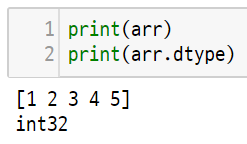 1 print(arr)
2 print(arr.dtype)
[1 2 3 4 5]
int32